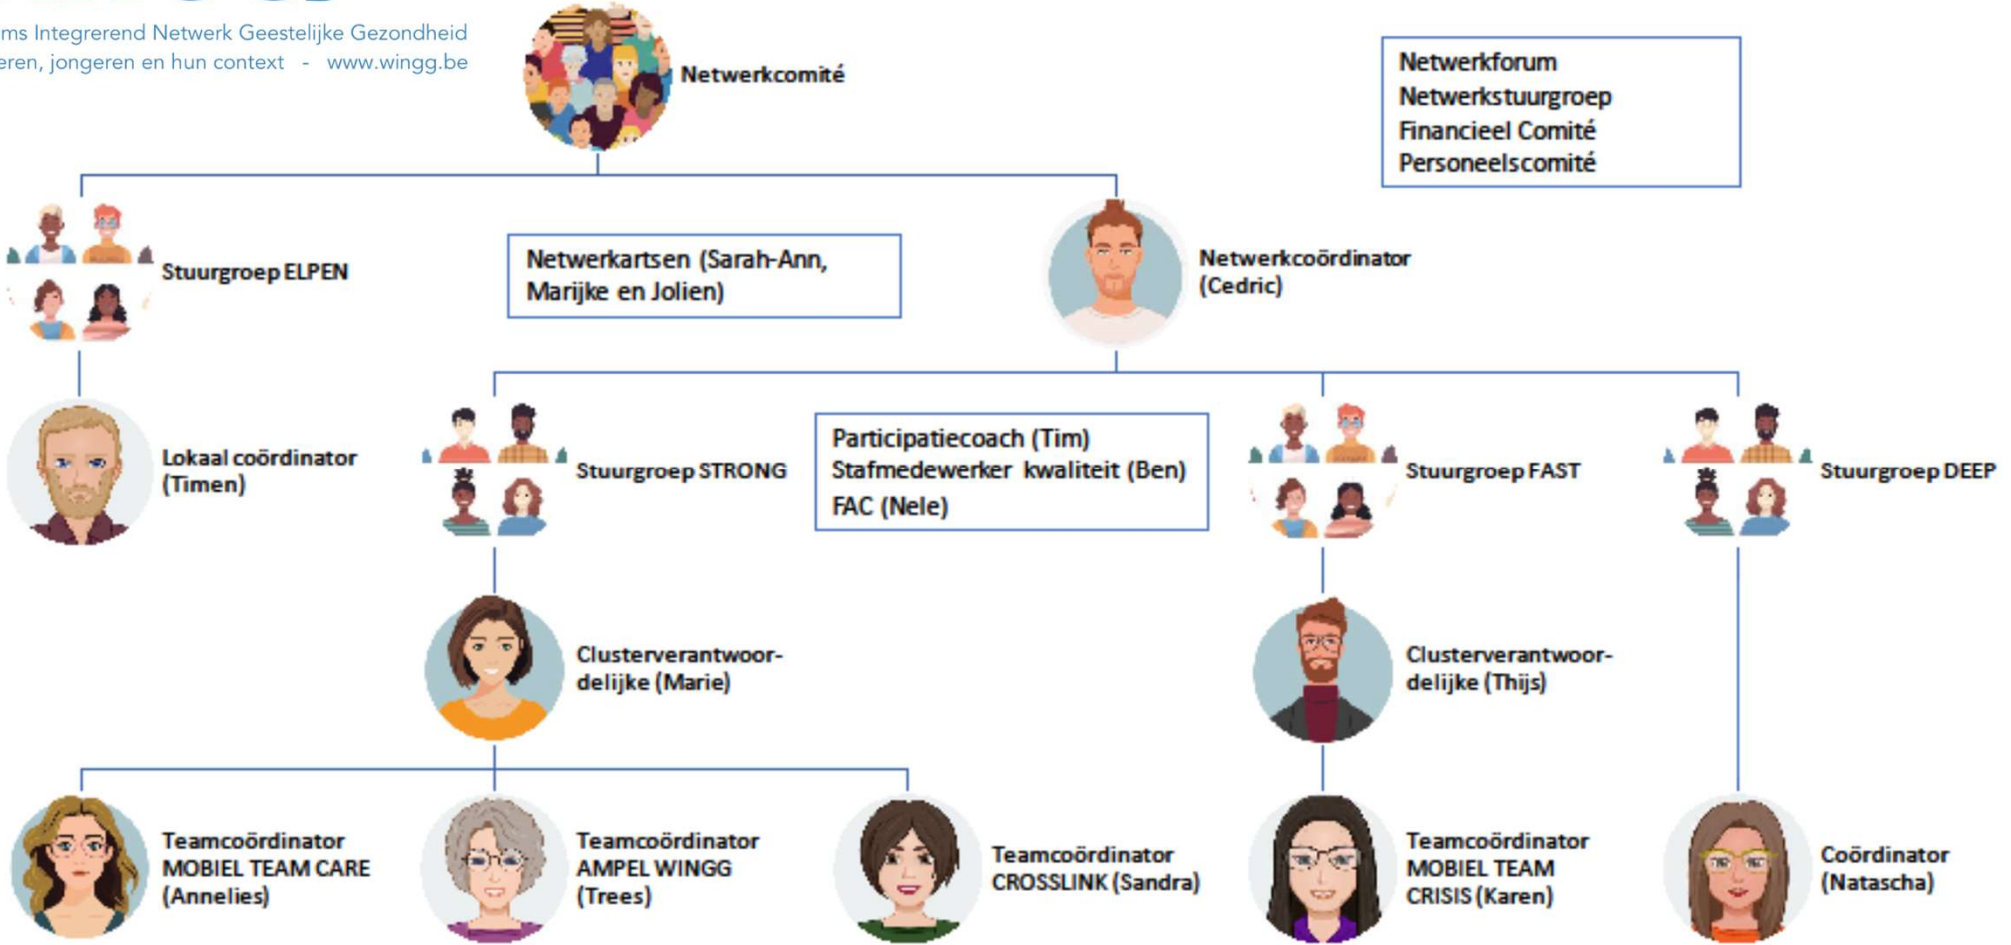 ms Integrerend Netwerk Geestelijke Gezondheid
eren, jongeren en hun context - www.wingg.be
Netwerkcomité
Netwerkforum
Netwerkstuurgroep
Financieel Comité
Personeelscomité
Stuurgroep ELPEN
Netwerkartsen (Sarah-Ann,
Marijke en Jolien)
Netwerkcoördinator
(Cedric)
Lokaal coördinator
(Timen)
Stuurgroep STRONG
Participatiecoach (Tim)
Stafmedewerker kwaliteit (Ben)
FAC (Nele)
Stuurgroep FAST
Stuurgroep DEEP
Clusterverantwoor-
delijke (Marie)
Clusterverantwoor-
delijke (Thijs)
Teamcoördinator
MOBIEL TEAM CARE
(Annelies)
Teamcoördinator
AMPEL WINGG
(Trees)
Teamcoördinator
CROSSLINK (Sandra)
Teamcoördinator
MOBIEL TEAM
CRISIS (Karen)
Coördinator
(Natascha)